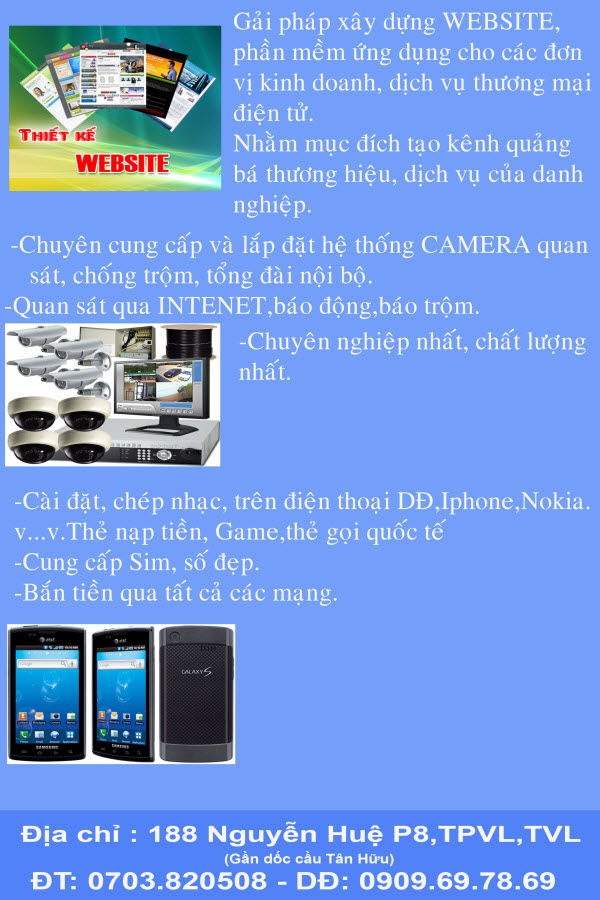 Gải pháp xây dựng WEBSITE,
phần mềm ứng dụng cho các đơn
vị kinh doanh, dịch vụ thương mại
điện tử.
Nhằm mục đích tạo kênh quảng
bá thương hiệu, dịch vụ của danh
nghiệp.
THIẾT KẾ
WEBSITE
-Chuyên cung cấp và lắp đặt hệ thống CAMERA quan
sát, chống trộm, tổng đài nội bộ.
-Quan sát qua INTENET,báo động,báo trộm.
-Chuyên nghiệp nhất, chất lượng
nhất.
-Cài đặt, chép nhạc, trên điện thoại DĐ,Iphone,Nokia.
v...v.Thẻ nạp tiền, Game,thẻ gọi quốc tế
-Cung cấp Sim, số đẹp.
-Bắn tiền qua tất cả các mạng.
at&t
at&t
SAMSUNG
SAMSUNG
GALAXY S
Địa chỉ : 188 Nguyễn Huệ P8,TPVL,TVL
(Gần dốc cầu Tân Hữu)
ĐT: 0703.820508 - DĐ: 0909.69.78.69